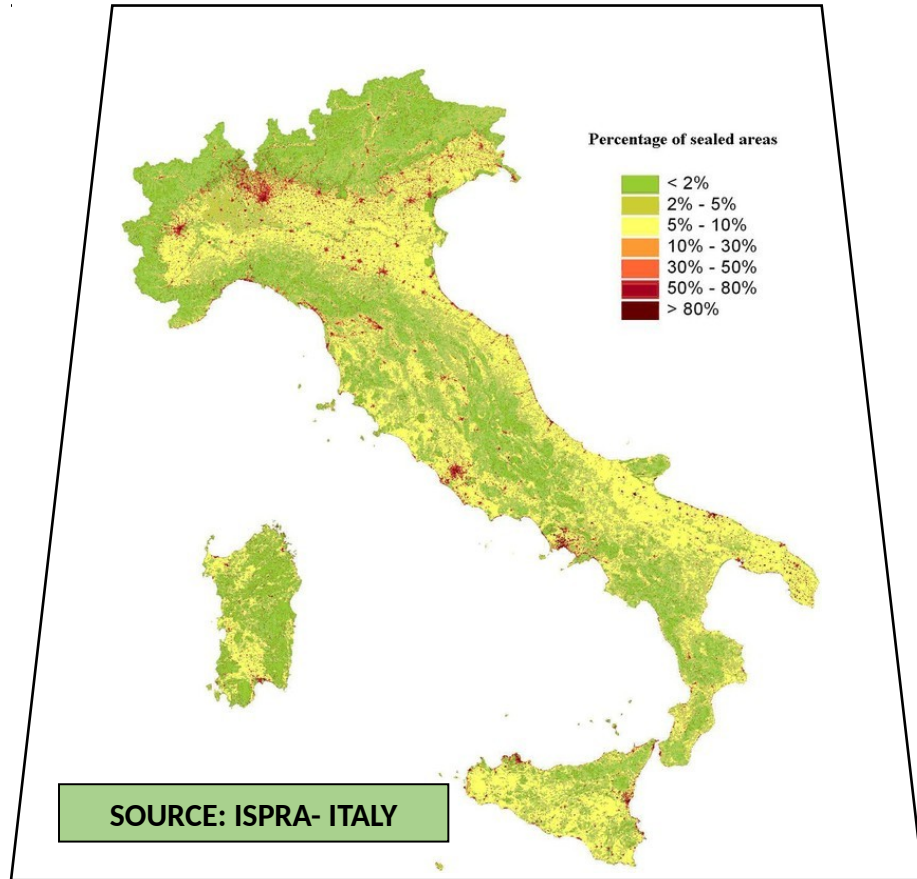 Percentage of sealed areas
< 2%
2% - 5%
5% - 10%
10% - 30%
30% - 50%
50% - 80%
> 80%
SOURCE: ISPRA- ITALY